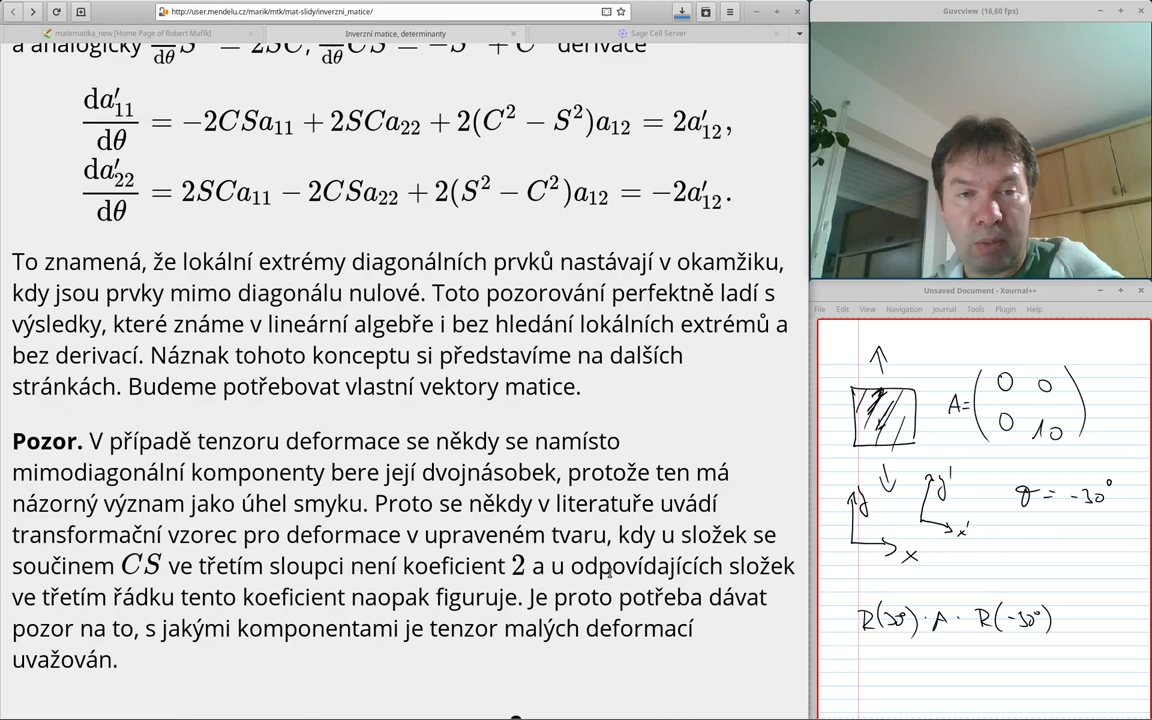 http://user.mendelu.cz/marik/mtk/mat-slidy/inverzni_matice/
matematika_new [Home Page of Robert Mařík]
Inverzní matice, determinanty
Sage Cell Server
a analogicky d/dθ S² = 2SC, d/dθ CS = −S² + C² derivace
da′₁₁/dθ = −2CSa₁₁ + 2SCa₂₂ + 2(C² − S²)a₁₂ = 2a′₁₂,
da′₂₂/dθ = 2SCa₁₁ − 2CSa₂₂ + 2(S² − C²)a₁₂ = −2a′₁₂.
To znamená, že lokální extrémy diagonálních prvků nastávají v okamžiku,
kdy jsou prvky mimo diagonálu nulové. Toto pozorování perfektně ladí s
výsledky, které známe v lineární algebře i bez hledání lokálních extrémů a
bez derivací. Náznak tohoto konceptu si představíme na dalších
stránkách. Budeme potřebovat vlastní vektory matice.
Pozor. V případě tenzoru deformace se někdy se namísto
mimodiagonální komponenty bere její dvojnásobek, protože ten má
názorný význam jako úhel smyku. Proto se někdy v literatuře uvádí
transformační vzorec pro deformace v upraveném tvaru, kdy u složek se
součinem CS ve třetím sloupci není koeficient 2 a u odpovídajících složek
ve třetím řádku tento koeficient naopak figuruje. Je proto potřeba dávat
pozor na to, s jakými komponentami je tenzor malých deformací
uvažován.
Guvcview (16,60 fps)
Unsaved Document - Xournal++
File Edit View Navigation Journal Tools Plugin Help
A= ( 0 0
0 10 )
y y′ x′ x
= -30°
R(30°) · A · R(-30°)